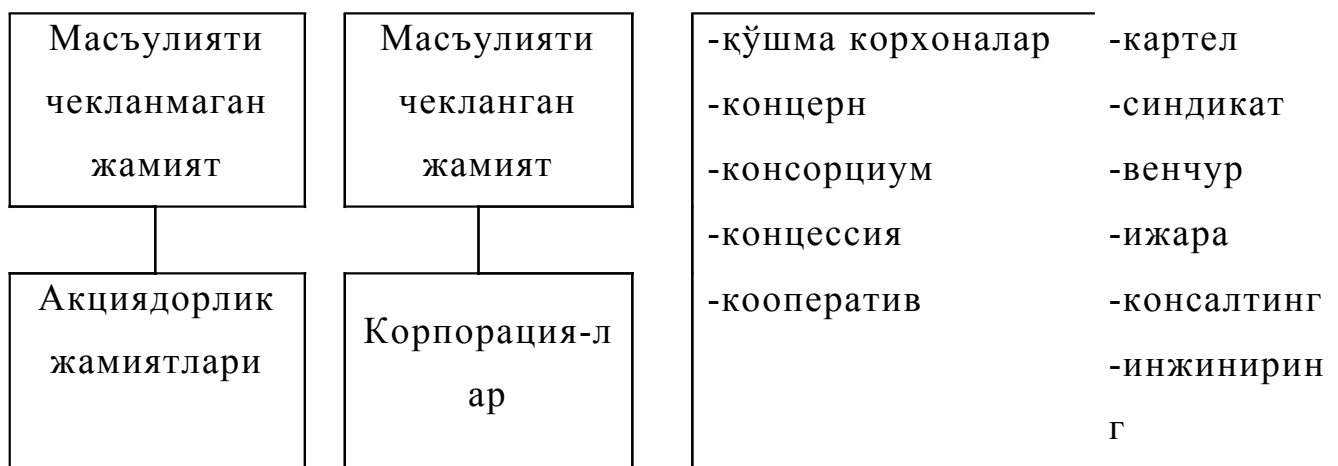 Масъулияти
чекланмаган
жамият
Масъулияти
чекланган
жамият
Акциядорлик
жамиятлари
Корпорация-л
ар
-қўшма корхоналар
-концерн
-консорциум
-концессия
-кооператив
-картел
-синдикат
-венчур
-ижара
-консалтинг
-инжинирин
г